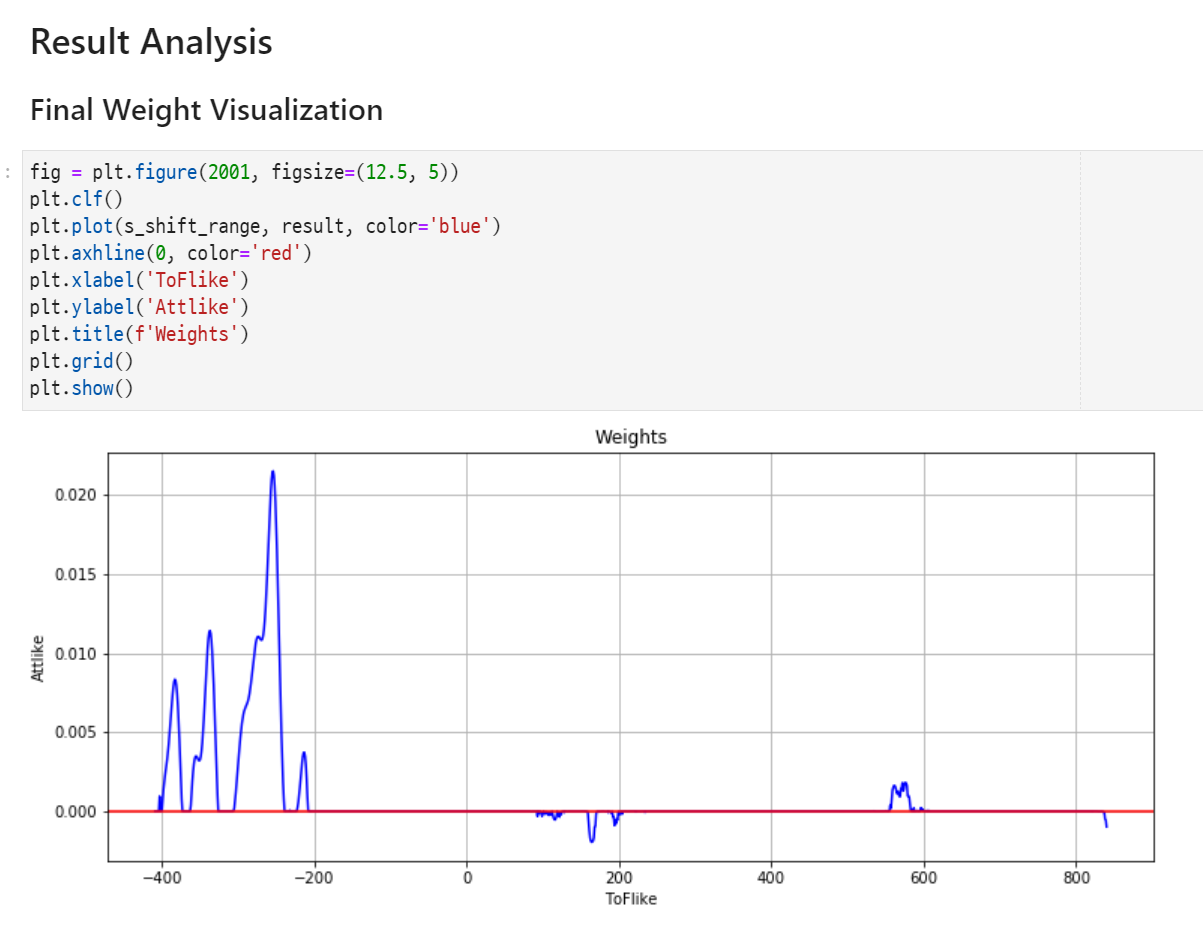 Result Analysis
Final Weight Visualization
:
fig = plt.figure(2001, figsize=(12.5, 5))
plt.clf()
plt.plot(s_shift_range, result, color='blue')
plt.axhline(0, color='red')
plt.xlabel('ToFlike')
plt.ylabel('Attlike')
plt.title(f'Weights')
plt.grid()
plt.show()
Weights
0.020
0.015
0.010
0.005
0.000
Attlike
−400 −200 0 200 400 600 800
ToFlike